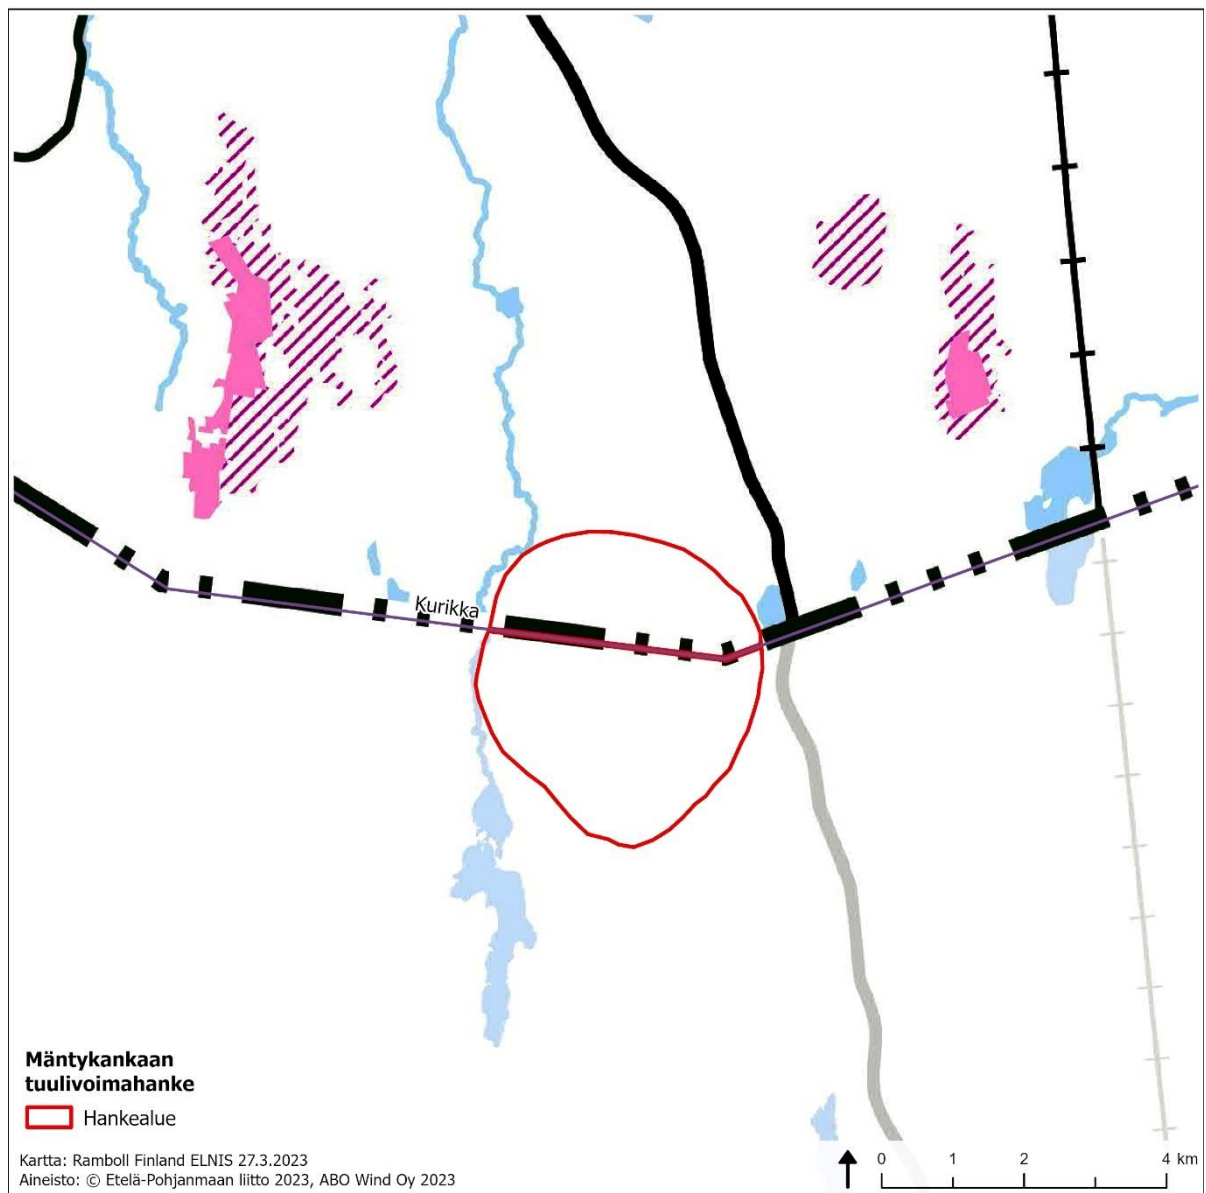 Kurikka
Mäntykankaan
tuulivoimahanke
Hankealue
Kartta: Ramboll Finland ELNIS 27.3.2023
Aineisto: © Etelä-Pohjanmaan liitto 2023, ABO Wind Oy 2023
0 1 2 4 km